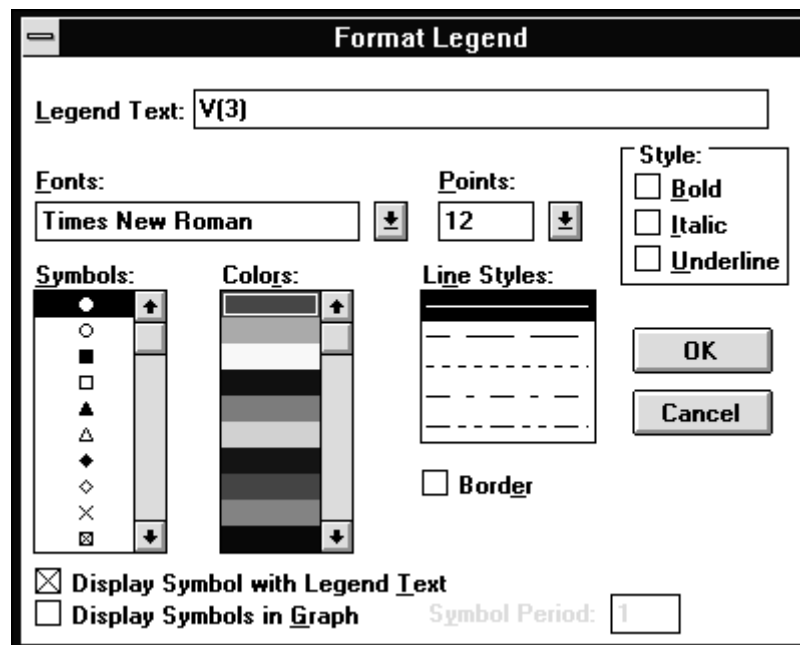 Format Legend
Legend Text: V(3)
Style:
Fonts:
Points:
Bold
Times New Roman
12
Italic
Underline
Symbols:
Colors:
Line Styles:
OK
Cancel
Border
Display Symbol with Legend Text
Display Symbols in Graph
Symbol Period: 1